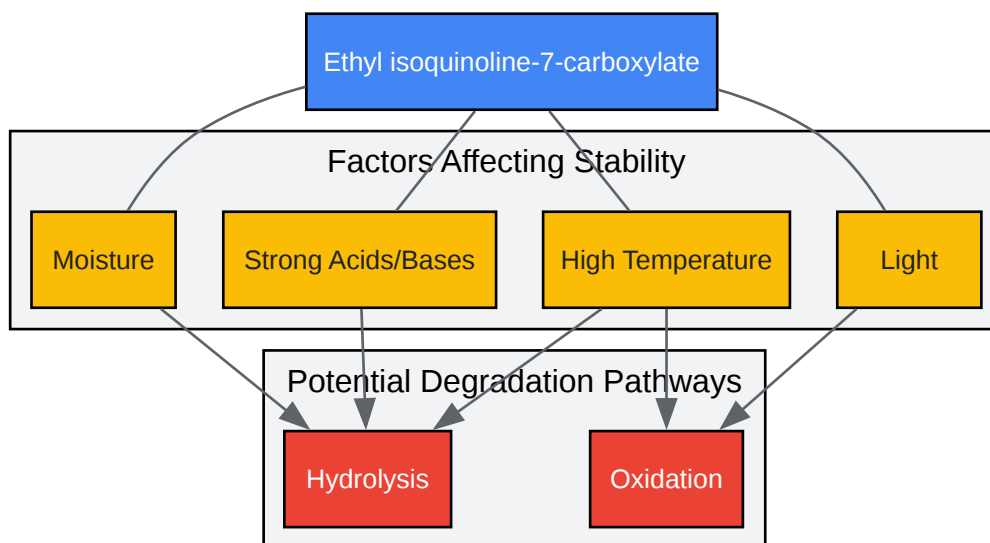 Ethyl isoquinoline-7-carboxylate
Factors Affecting Stability
Moisture
Strong Acids/Bases
High Temperature
Light
Potential Degradation Pathways
Hydrolysis
Oxidation